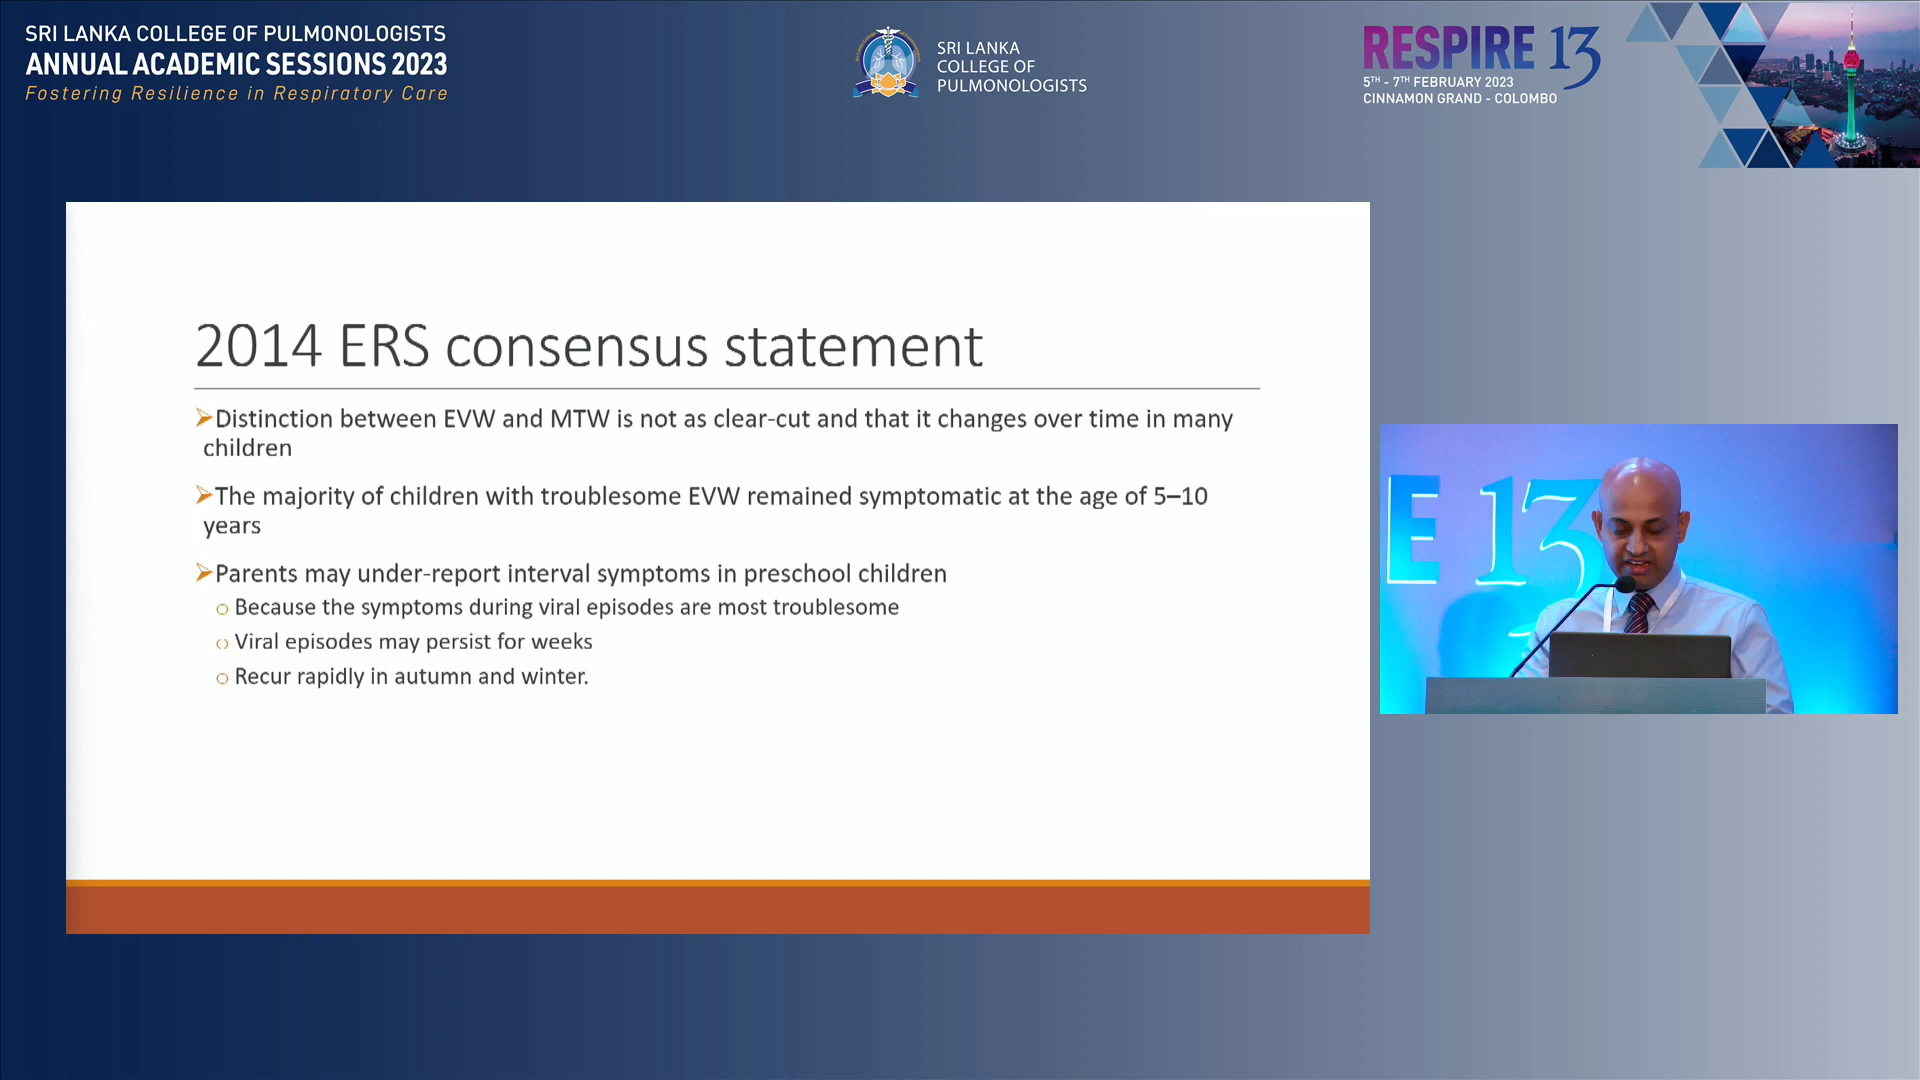 SRI LANKA COLLEGE OF PULMONOLOGISTS
ANNUAL ACADEMIC SESSIONS 2023
Fostering Resilience in Respiratory Care
SRI LANKA
COLLEGE OF
PULMONOLOGISTS
RESPIRE 13
5TH - 7TH FEBRUARY 2023
CINNAMON GRAND - COLOMBO
2014 ERS consensus statement
Distinction between EVW and MTW is not as clear-cut and that it changes over time in many
children
The majority of children with troublesome EVW remained symptomatic at the age of 5–10
years
Parents may under-report interval symptoms in preschool children
Because the symptoms during viral episodes are most troublesome
Viral episodes may persist for weeks
Recur rapidly in autumn and winter.
E 13